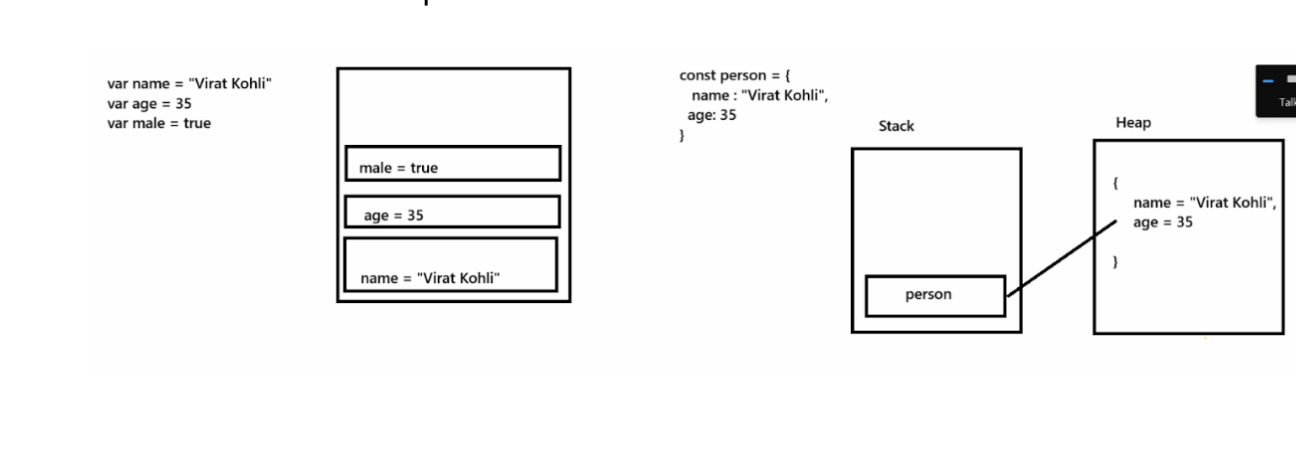 var name = "Virat Kohli"
var age = 35
var male = true
male = true
age = 35
name = "Virat Kohli"
const person = {
name : "Virat Kohli",
age: 35
}
Stack
person
Heap
{
name = "Virat Kohli",
age = 35
}